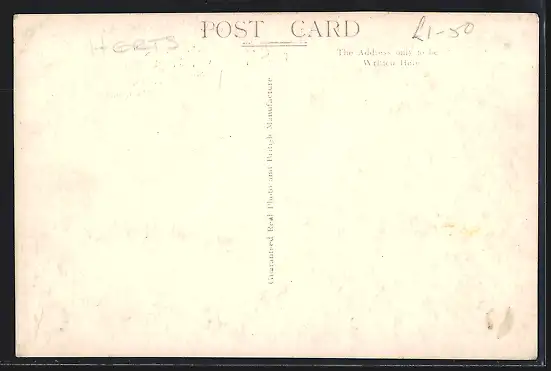 HERTS
POST CARD
£1-50
The Address only to be
Written Here
Guaranteed Real Photo and British Manufacture